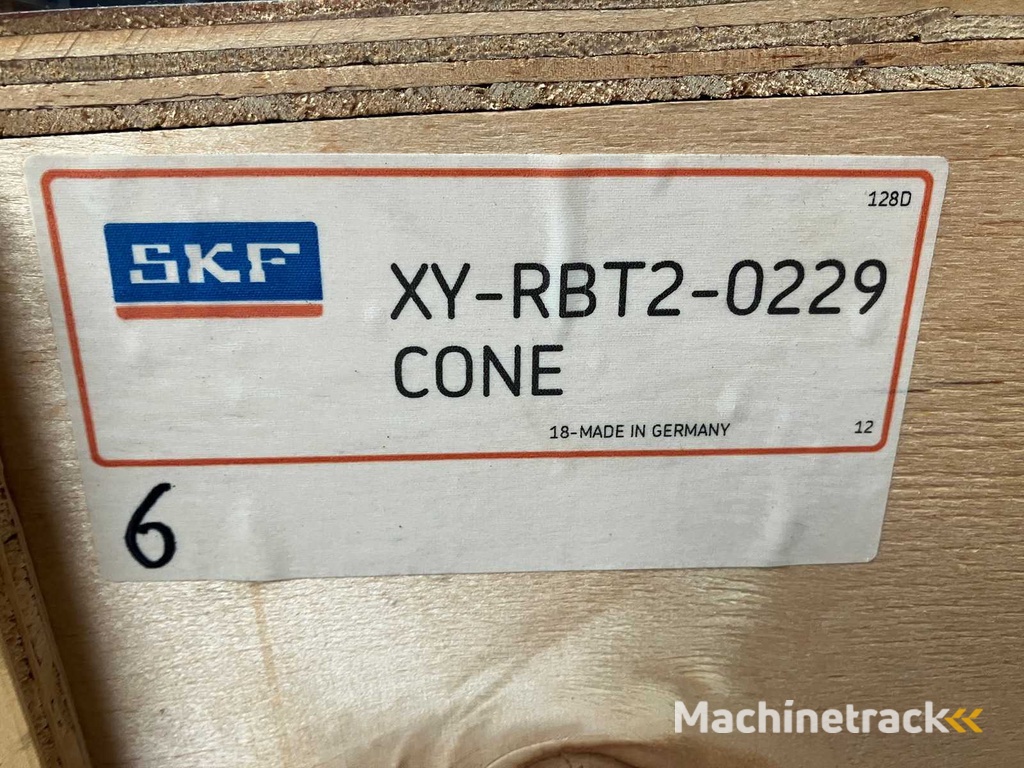 128D
SKF
XY-RBT2-0229
CONE
18-MADE IN GERMANY
12
6
Machinetrack